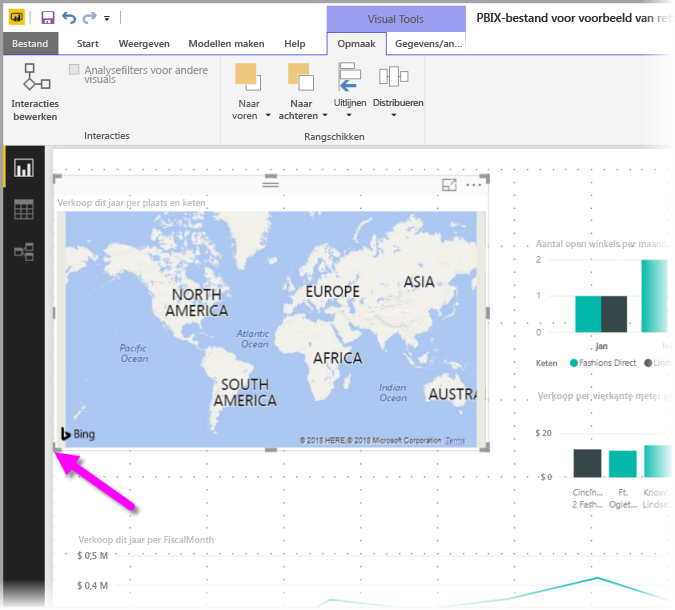 Visual Tools
PBIX-bestand voor voorbeeld van ret
Bestand Start Weergeven Modellen maken Help Opmaak Gegevens/an...
Interacties
bewerken
Analysefilters voor andere
visuals
Naar
voren
Naar
achteren
Uitlijnen
Distribueren
Interacties
Rangschikken
Verkoop dit jaar per plaats en keten
NORTH
AMERICA
EUROPE
ASIA
Pacific
Ocean
Atlantic
Ocean
AFRICA
SOUTH
AMERICA
Indian
Ocean
AUSTRA
Bing
© 2018 HERE,© 2018 Microsoft Corporation Terms
Aantal open winkels per maand
2
1
0
Jan
Keten Fashions Direct Lind
Verkoop per vierkante meter
$ 20
$ 0
Cincin...
2 Fash...
Ft.
Oglet...
Knoxvi...
Lindse
Verkoop dit jaar per FiscalMonth
$ 0,5 M
$ 0,4 M